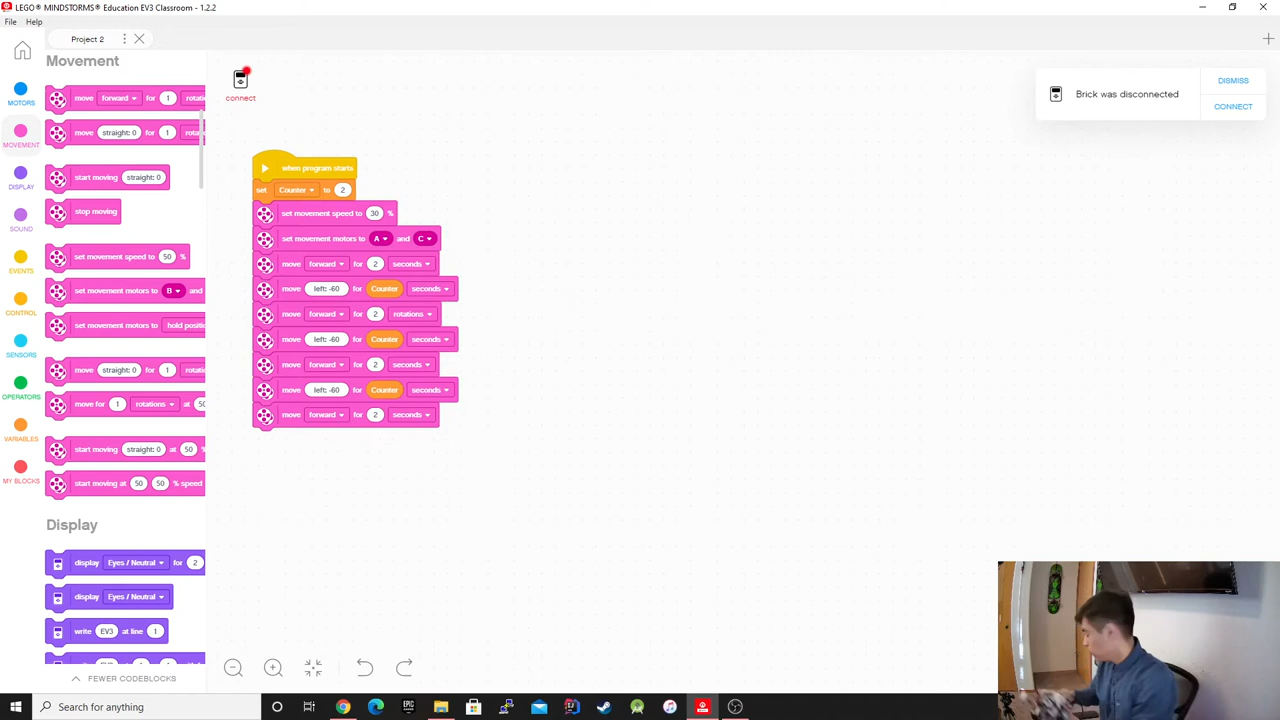 LEGO® MINDSTORMS® Education EV3 Classroom - 1.2.2
File Help
Project 2
Movement
MOTORS
MOVEMENT
DISPLAY
SOUND
EVENTS
CONTROL
SENSORS
OPERATORS
VARIABLES
MY BLOCKS
move forward for 1
move straight: 0 for 1
start moving straight: 0
stop moving
set movement speed to 50 %
set movement motors to B and
set movement motors to
move straight: 0 for 1
move for 1 rotations at
start moving straight: 0 at 50 %
start moving at 50 50 % speed
Display
display Eyes / Neutral for 2
display Eyes / Neutral
write EV3 at line 1
FEWER CODEBLOCKS
connect
when program starts
set Counter to 2
set movement speed to 30 %
set movement motors to A and C
move forward for 2 seconds
move left: -60 for Counter seconds
move forward for 2 rotations
move left: -60 for Counter seconds
move forward for 2 seconds
move left: -60 for Counter seconds
move forward for 2 seconds
Brick was disconnected
DISMISS
CONNECT
Search for anything
EPIC GAMES